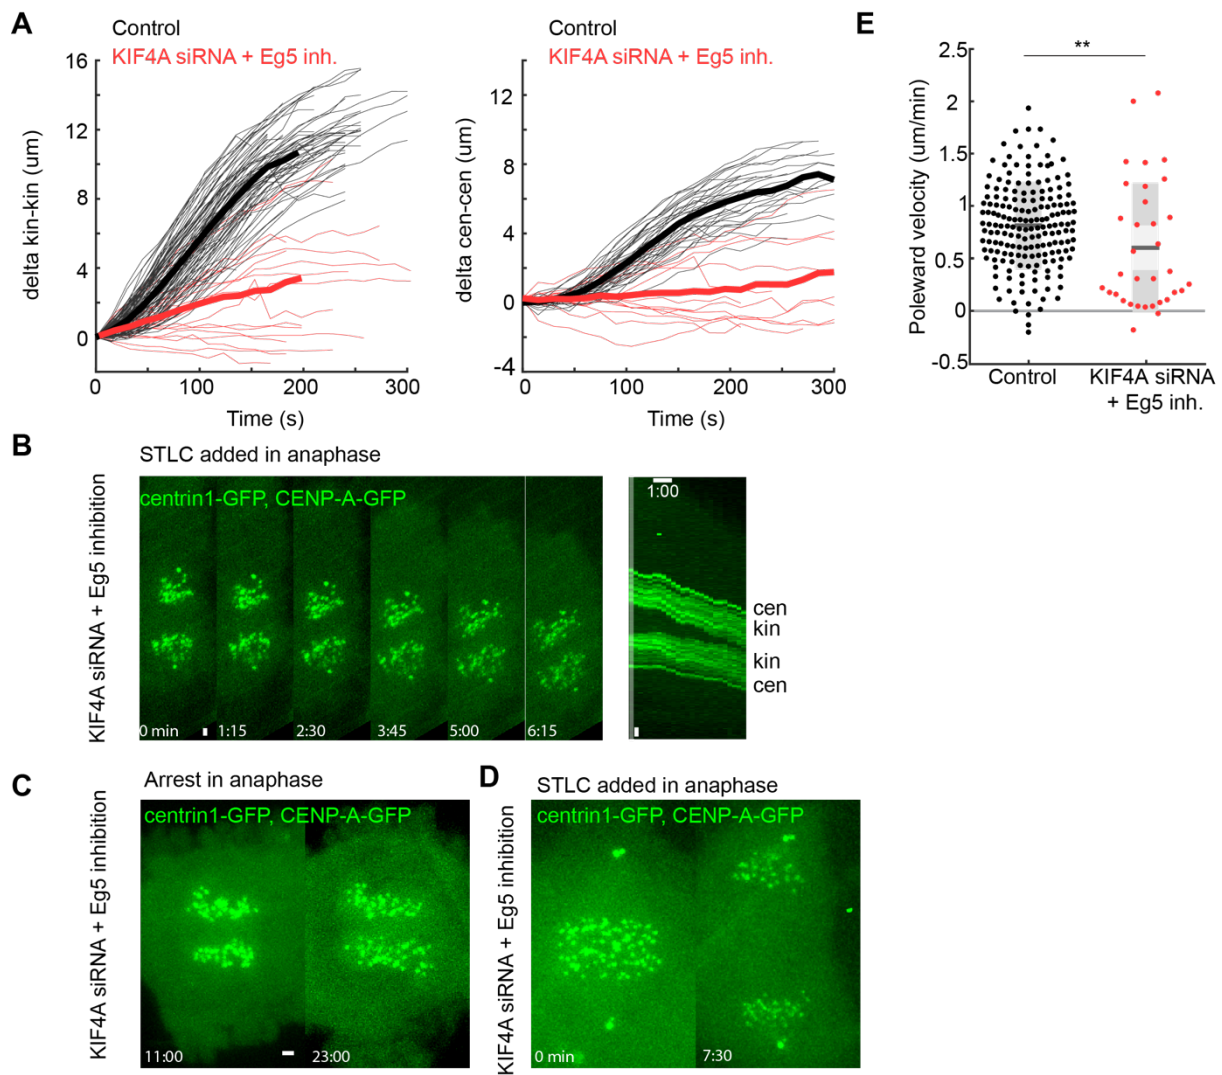 A
Control
KIF4A siRNA + Eg5 inh.
16
12
8
4
0
delta kin-kin (um)
0
100
200
300
Time (s)
Control
KIF4A siRNA + Eg5 inh.
12
8
4
0
-4
delta cen-cen (um)
0
100
200
300
Time (s)
E
2.5
2
1.5
1
0.5
0
-0.5
Poleward velocity (um/min)
**
Control
KIF4A siRNA
+ Eg5 inh.
B
STLC added in anaphase
KIF4A siRNA + Eg5 inhibition
centrin1-GFP, CENP-A-GFP
0 min
1:15
2:30
3:45
5:00
6:15
1:00
cen
kin
kin
cen
C
Arrest in anaphase
KIF4A siRNA + Eg5 inhibition
centrin1-GFP, CENP-A-GFP
11:00
23:00
D
STLC added in anaphase
KIF4A siRNA + Eg5 inhibition
centrin1-GFP, CENP-A-GFP
0 min
7:30